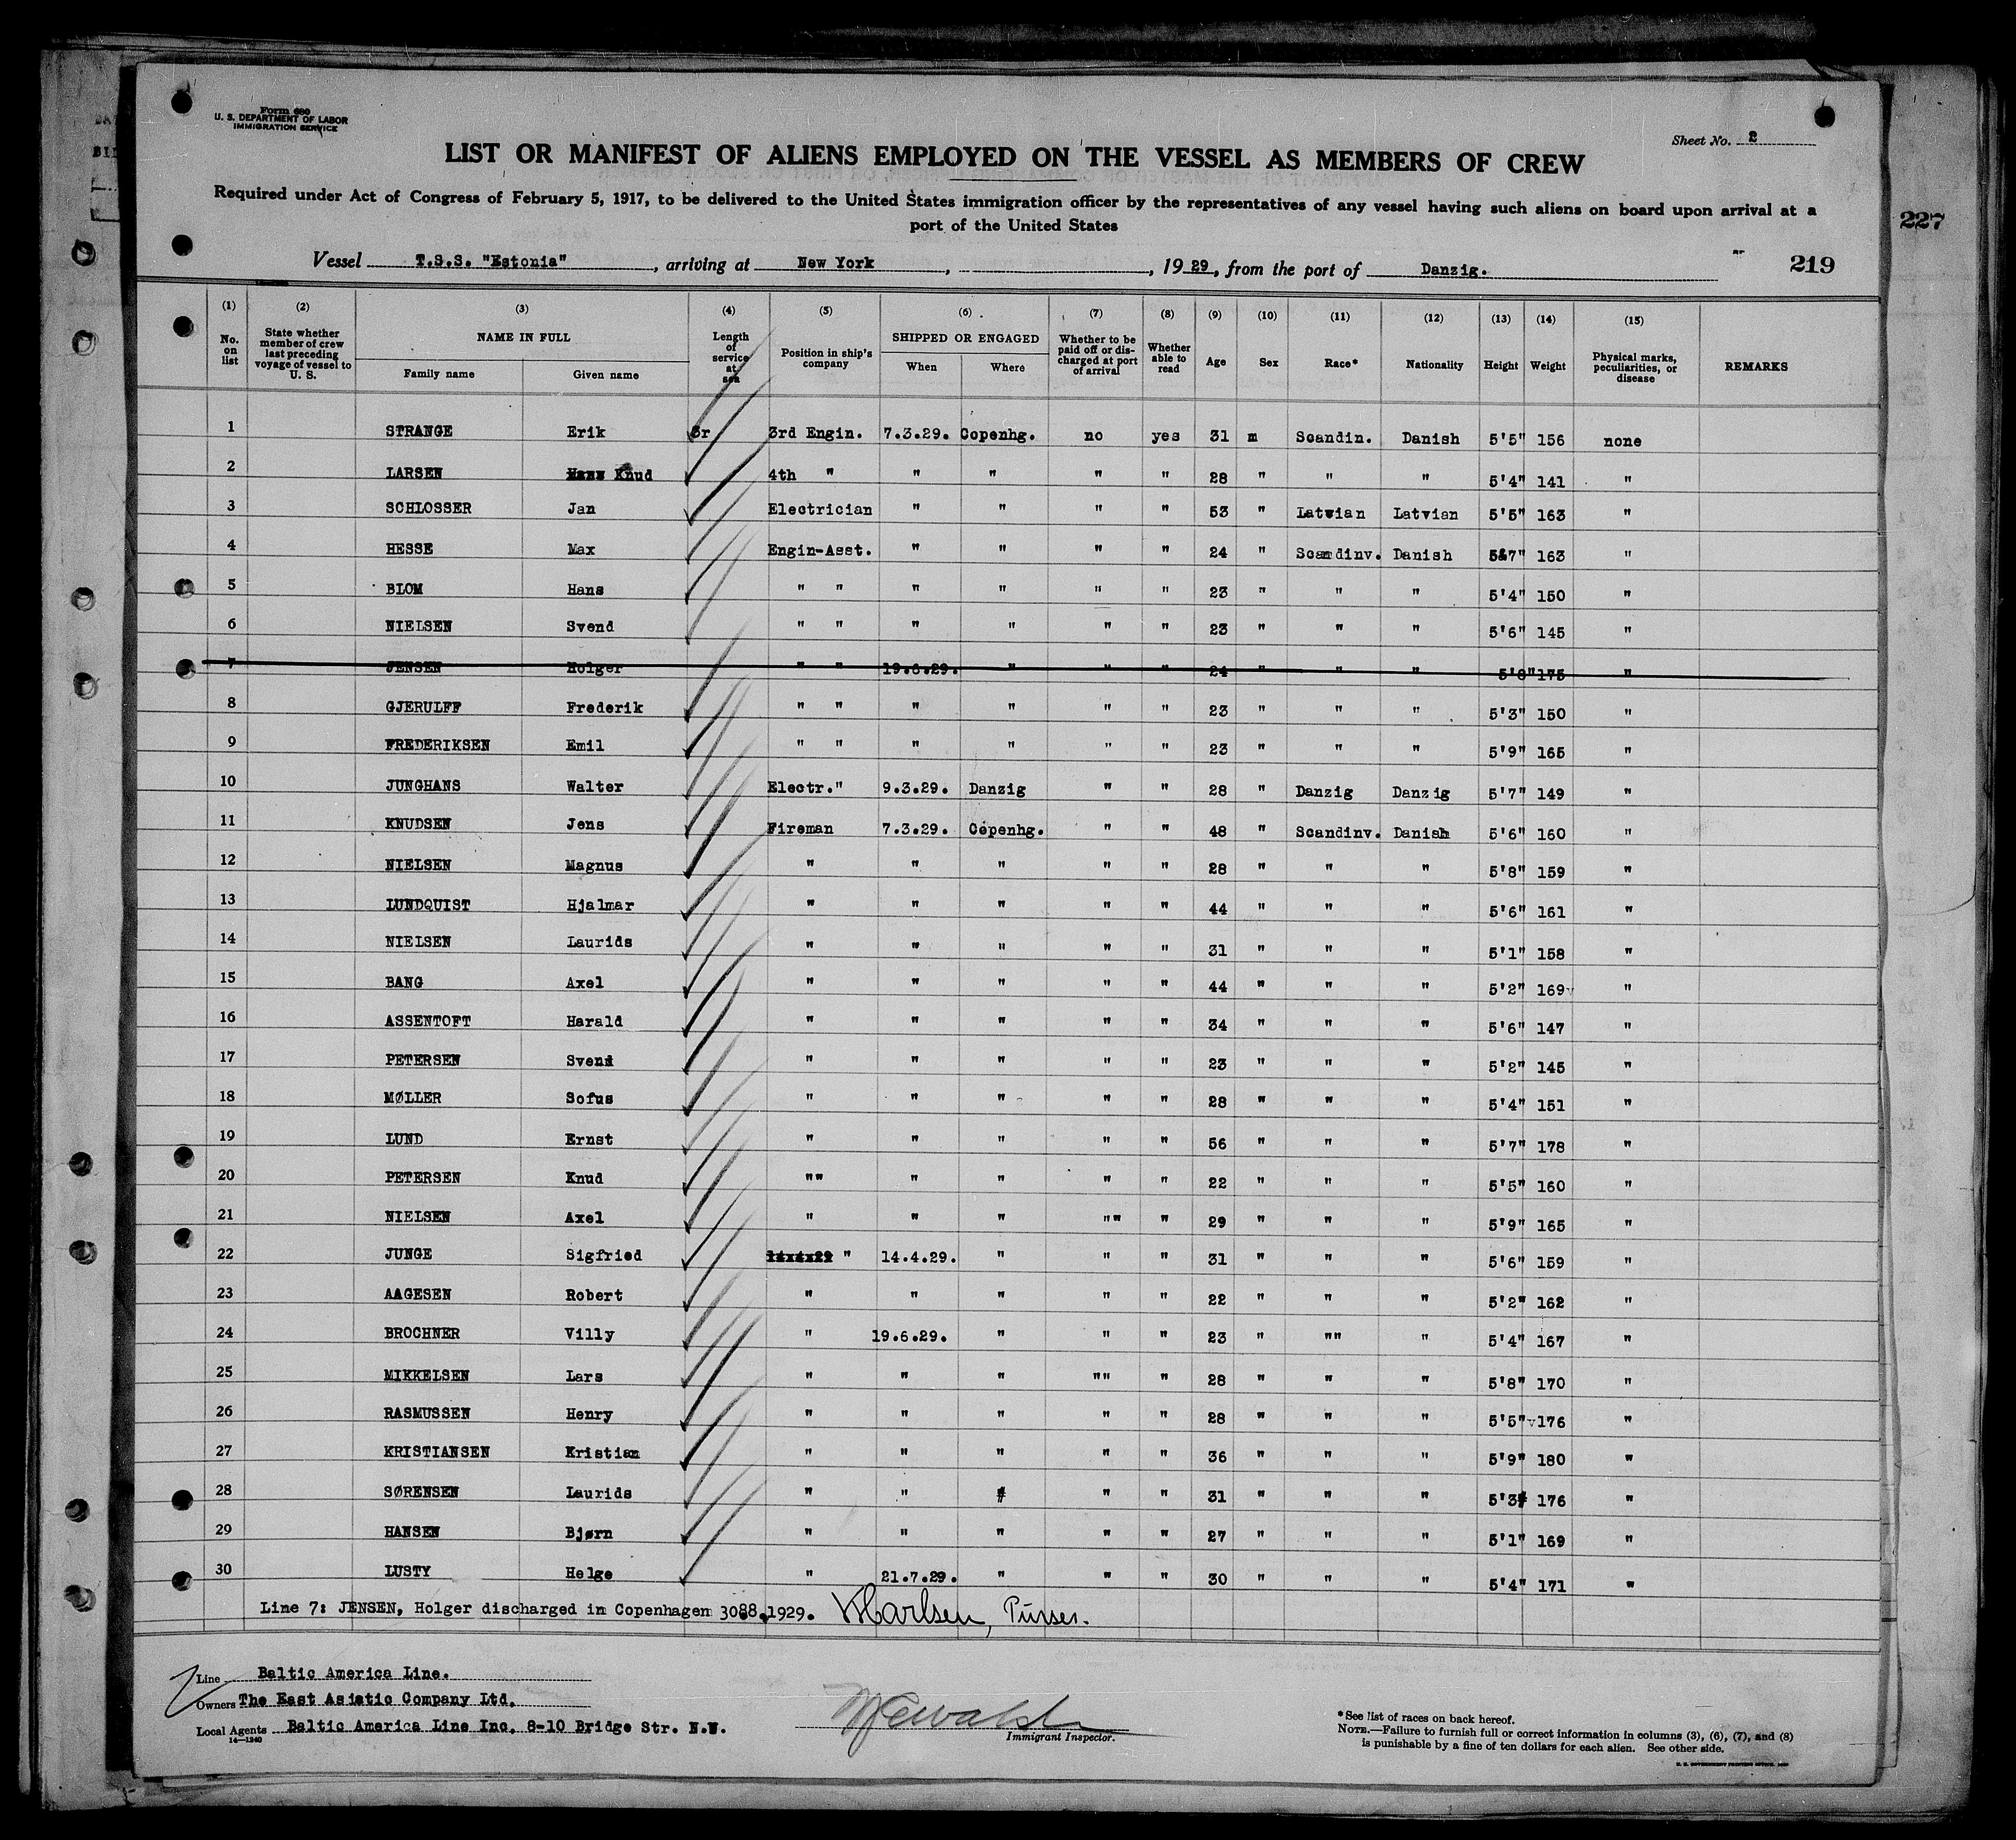 Form 680
U. S. DEPARTMENT OF LABOR
IMMIGRATION SERVICE
Sheet No. 2
LIST OR MANIFEST OF ALIENS EMPLOYED ON THE VESSEL AS MEMBERS OF CREW
Required under Act of Congress of February 5, 1917, to be delivered to the United States immigration officer by the representatives of any vessel having such aliens on board upon arrival at a
port of the United States
227
Vessel T.S.S. "Estonia", arriving at New York, , 1929, from the port of Danzig.
219
(1) (2) (3) (4) (5) (6) (7) (8) (9) (10) (11) (12) (13) (14) (15)
No. on list State whether member of crew last preceding voyage of vessel to U. S. NAME IN FULL Family name Given name Length of service at sea Position in ship's company SHIPPED OR ENGAGED When Where Whether to be paid off or discharged at port of arrival Whether able to read Age Sex Race* Nationality Height Weight Physical marks, peculiarities, or disease REMARKS
1 STRANGE Erik 3rd Engin. 7.3.29. Copenhg. no yes 31 m Scandin. Danish 5'5" 156 none
2 LARSEN Knud 4th " " " " " 28 " " " 5'4" 141 "
3 SCHLOSSER Jan Electrician " " " " 53 " Latvian Latvian 5'5" 163 "
4 HESSE Max Engin-Asst. " " " " 24 " Scandinv. Danish 5&7" 163 "
5 BLOM Hans " " " " " " 23 " " " 5'4" 150 "
6 NIELSEN Svend " " " " " " 23 " " " 5'6" 145 "
7 JENSEN Holger " " 19.6.29. " " " 24 " " " 5'8" 175 "
8 GJERULFF Frederik " " " " " " 23 " " " 5'3" 150 "
9 FREDERIKSEN Emil " " " " " " 23 " " " 5'9" 165 "
10 JUNGHANS Walter Electr." 9.3.29. Danzig " " 28 " Danzig Danzig 5'7" 149 "
11 KNUDSEN Jens Fireman 7.3.29. Copenhg. " " 48 " Scandinv. Danish 5'6" 160 "
12 NIELSEN Magnus " " " " " 28 " " " 5'8" 159 "
13 LUNDQUIST Hjalmar " " " " " 44 " " " 5'6" 161 "
14 NIELSEN Laurids " " " " " 31 " " " 5'1" 158 "
15 BANG Axel " " " " " 44 " " " 5'2" 169 "
16 ASSENTOFT Harald " " " " " 34 " " " 5'6" 147 "
17 PETERSEN Svend " " " " " 23 " " " 5'2" 145 "
18 MØLLER Sofus " " " " " 28 " " " 5'4" 151 "
19 LUND Ernst " " " " " 56 " " " 5'7" 178 "
20 PETERSEN Knud "" " " " " 22 " " " 5'5" 160 "
21 NIELSEN Axel " " " "" " 29 " " " 5'9" 165 "
22 JUNGE Sigfried " 14.4.29. " " " 31 " " " 5'6" 159 "
23 AAGESEN Robert " " " " " 22 " " " 5'2" 162 "
24 BROCHNER Villy " 19.6.29. " " " 23 " "" " 5'4" 167 "
25 MIKKELSEN Lars " " " "" " 28 " " " 5'8" 170 "
26 RASMUSSEN Henry " " " " " 28 " " " 5'5" 176 "
27 KRISTIANSEN Kristian " " " " " 36 " " " 5'9" 180 "
28 SØRENSEN Laurids " " " " " 31 " " " 5'3" 176 "
29 HANSEN Bjørn " " " " " 27 " " " 5'1" 169 "
30 LUSTY Helge " 21.7.29. " " " 30 " " " 5'4" 171 "
Line 7: JENSEN, Holger discharged in Copenhagen 30.8.1929. Purser.
Line Baltic America Line.
Owners The East Asiatic Company Ltd.
Local Agents Baltic America Line Inc. 8-10 Bridge Str. N.Y.
14—1240
Immigrant Inspector.
*See list of races on back hereof.
NOTE.—Failure to furnish full or correct information in columns (3), (6), (7), and (8)
is punishable by a fine of ten dollars for each alien. See other side.